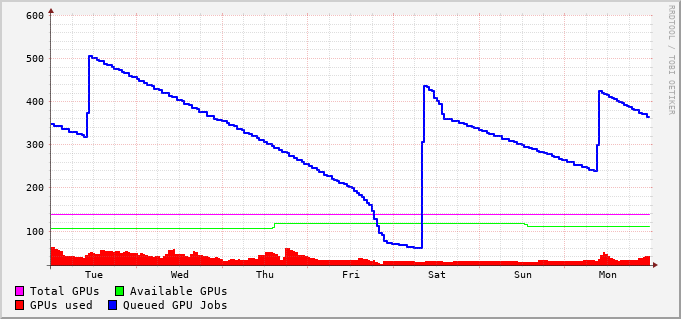 RRDTOOL / TOBI OETIKER
600
500
400
300
200
100
Tue Wed Thu Fri Sat Sun Mon
Total GPUs Available GPUs
GPUs used Queued GPU Jobs